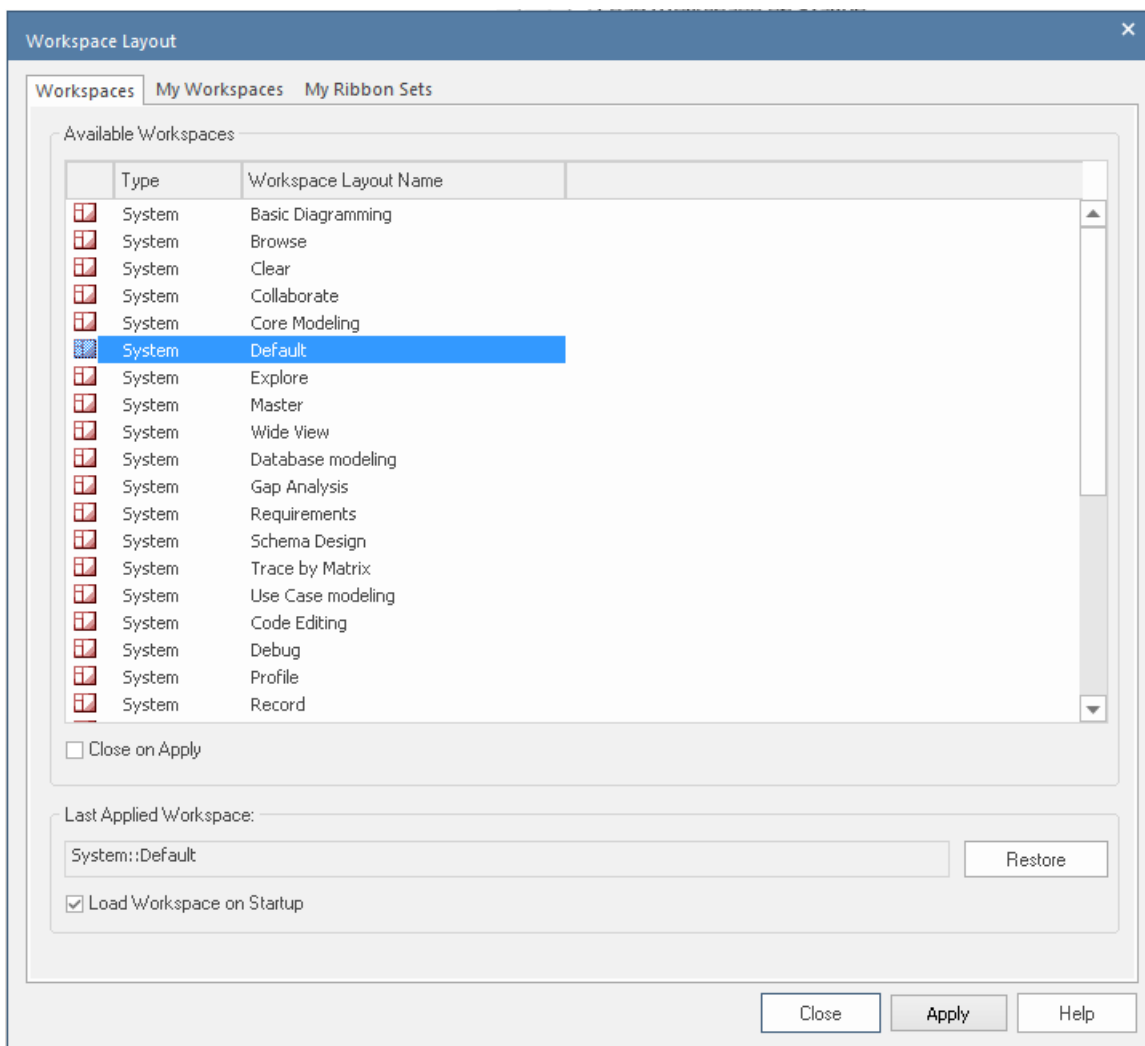 Workspace Layout
Workspaces My Workspaces My Ribbon Sets
Available Workspaces
Type Workspace Layout Name
System Basic Diagramming
System Browse
System Clear
System Collaborate
System Core Modeling
System Default
System Explore
System Master
System Wide View
System Database modeling
System Gap Analysis
System Requirements
System Schema Design
System Trace by Matrix
System Use Case modeling
System Code Editing
System Debug
System Profile
System Record
Close on Apply
Last Applied Workspace:
System::Default
Restore
Load Workspace on Startup
Close Apply Help